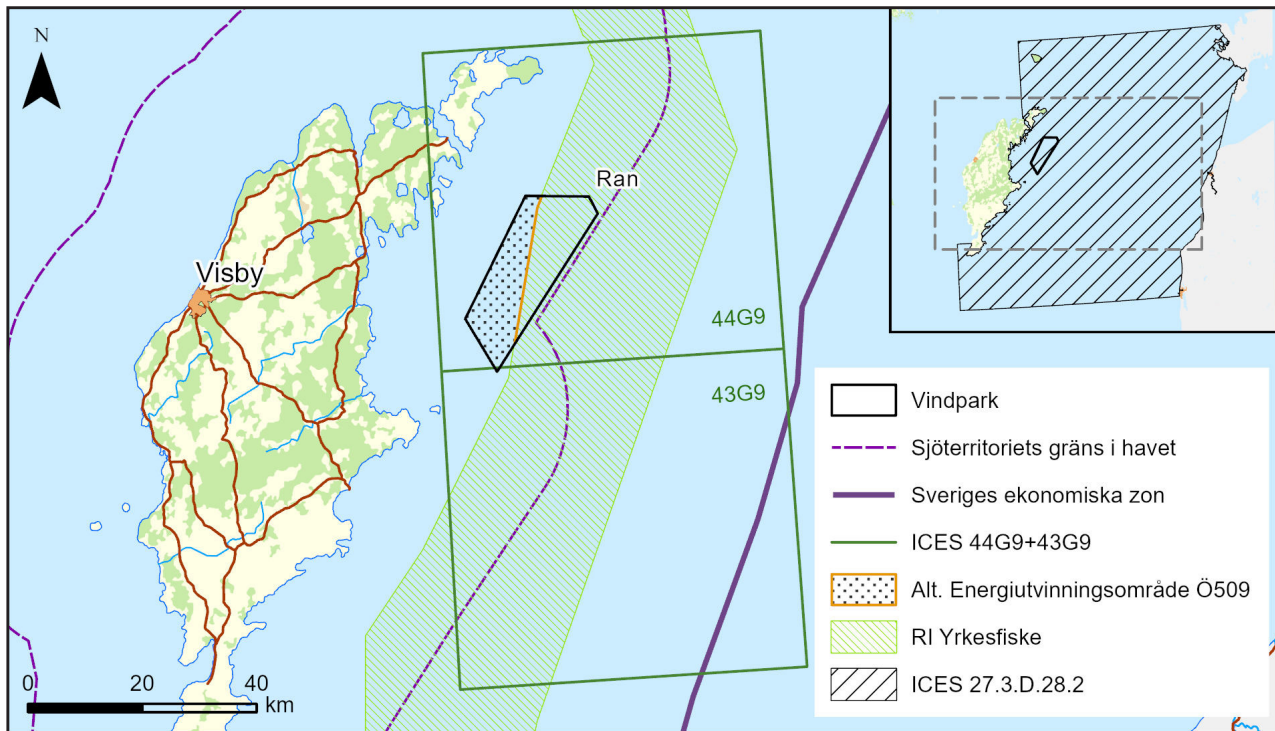 N
Ran
Visby
44G9
43G9
Vindpark
Sjöterritoriets gräns i havet
Sveriges ekonomiska zon
ICES 44G9+43G9
Alt. Energiutvinningsområde Ö509
RI Yrkesfiske
ICES 27.3.D.28.2
0 20 40
km